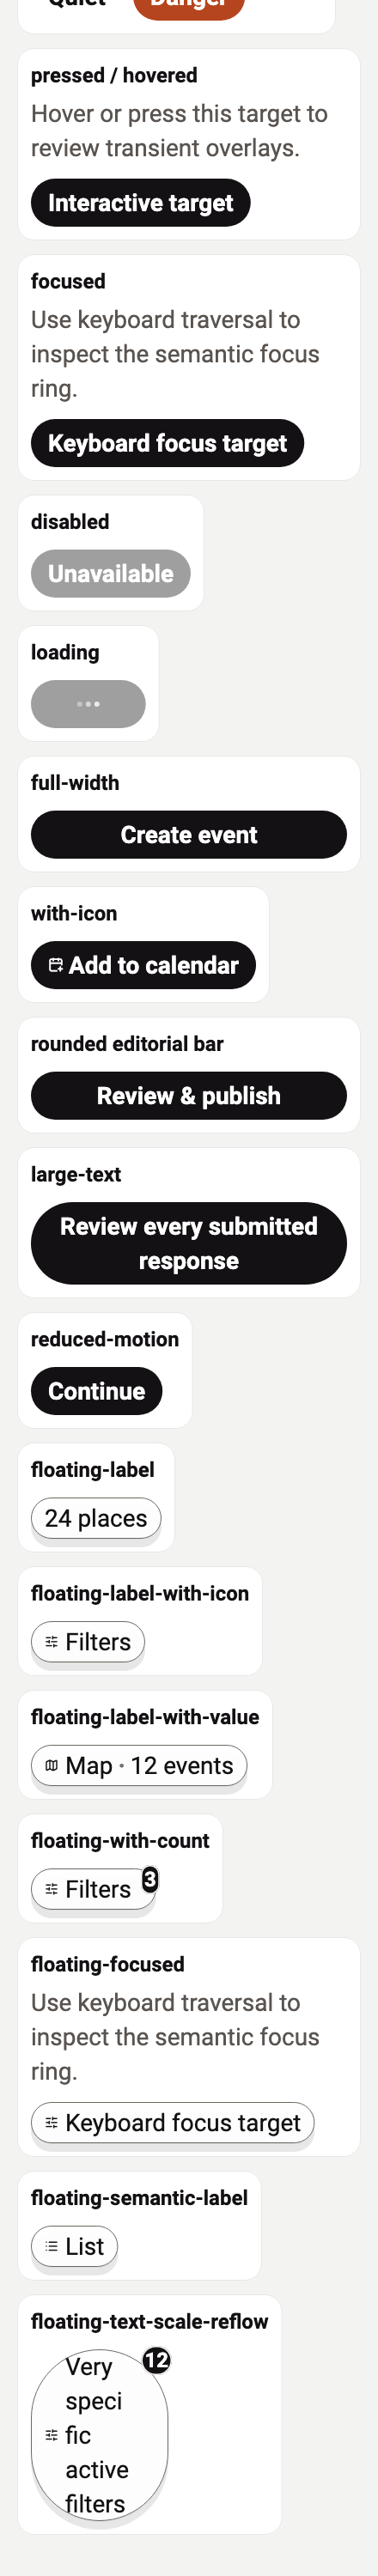 Quiet Danger
pressed / hovered
Hover or press this target to
review transient overlays.
Interactive target
focused
Use keyboard traversal to
inspect the semantic focus
ring.
Keyboard focus target
disabled
Unavailable
loading
full-width
Create event
with-icon
Add to calendar
rounded editorial bar
Review & publish
large-text
Review every submitted
response
reduced-motion
Continue
floating-label
24 places
floating-label-with-icon
Filters
floating-label-with-value
Map · 12 events
floating-with-count
Filters 3
floating-focused
Use keyboard traversal to
inspect the semantic focus
ring.
Keyboard focus target
floating-semantic-label
List
floating-text-scale-reflow
12
Very
speci
fic
active
filters